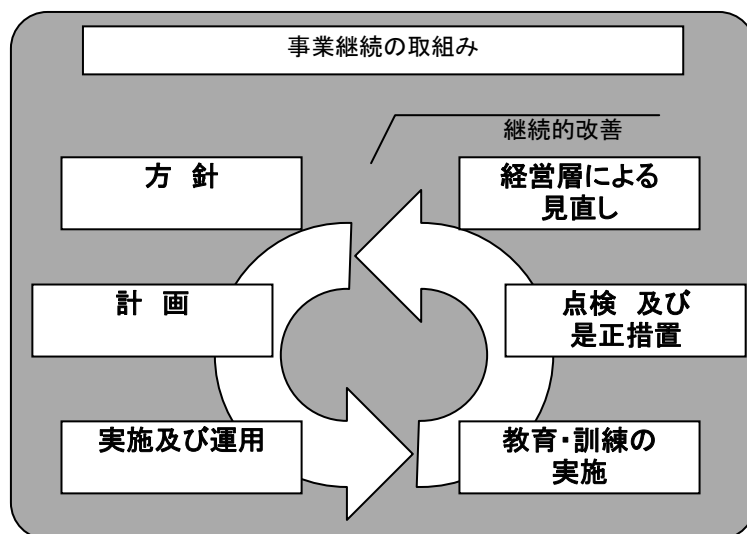 事業継続の取組み
継続的改善
方 針
経営層による
見直し
計 画
点検 及び
是正措置
実施及び運用
教育・訓練の
実施